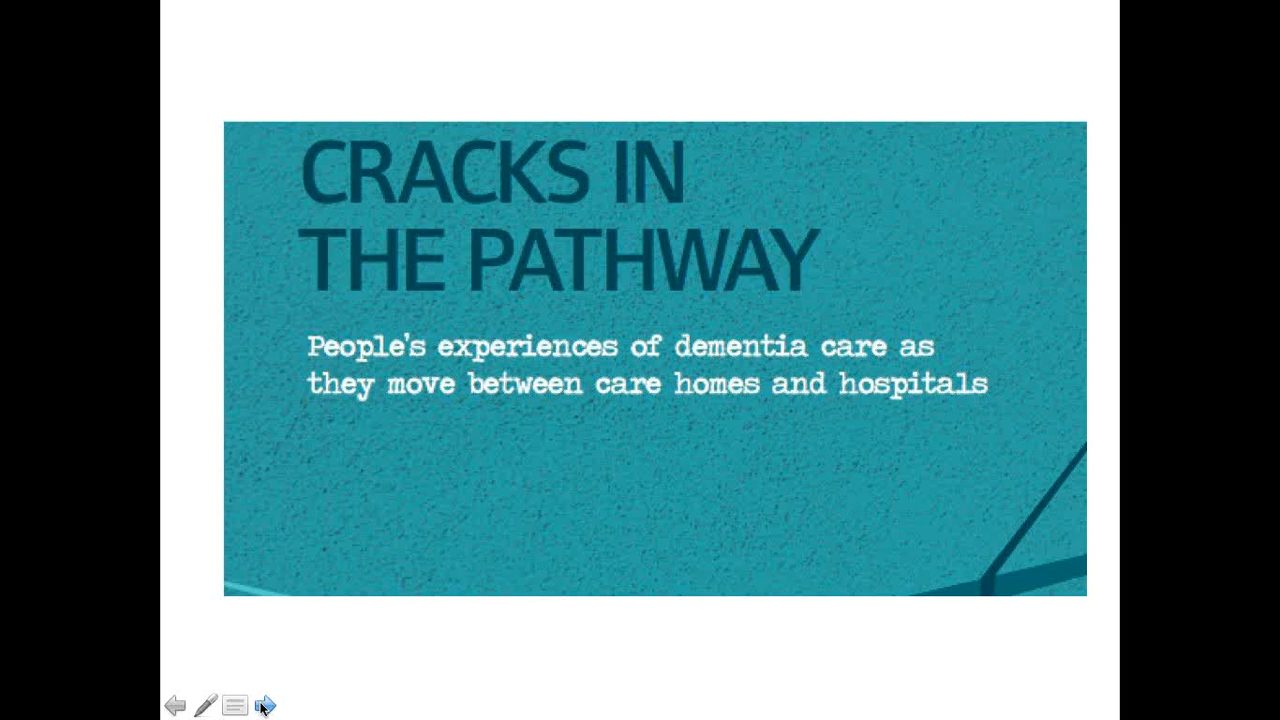 CRACKS IN
THE PATHWAY
People's experiences of dementia care as
they move between care homes and hospitals